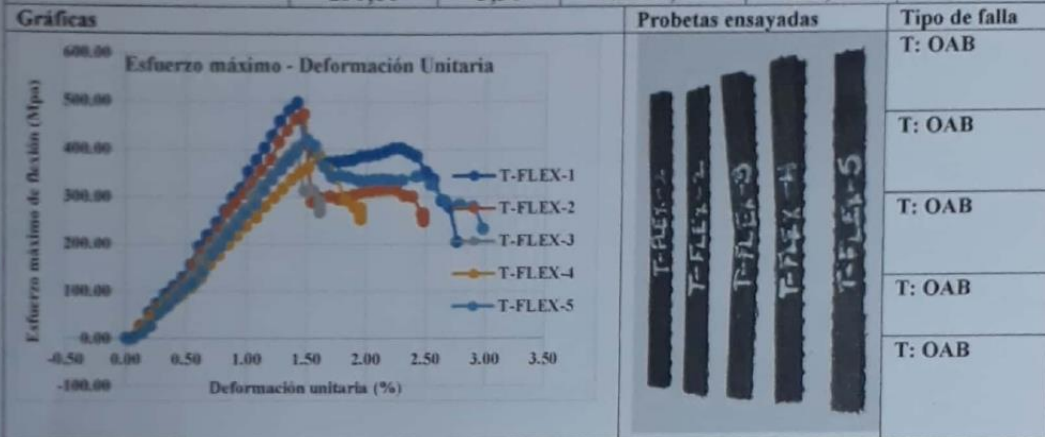 Gráficas
Probetas ensayadas
Tipo de falla
Esfuerzo máximo - Deformación Unitaria
Esfuerzo máximo de flexión (Mpa)
600.00
500.00
400.00
300.00
200.00
100.00
0.00
-100.00
-0.50 0.00 0.50 1.00 1.50 2.00 2.50 3.00 3.50
Deformación unitaria (%)
T-FLEX-1
T-FLEX-2
T-FLEX-3
T-FLEX-4
T-FLEX-5
T-FLEX-2
T-FLEX-3
T-FLEX-4
T-FLEX-5
T: OAB
T: OAB
T: OAB
T: OAB
T: OAB